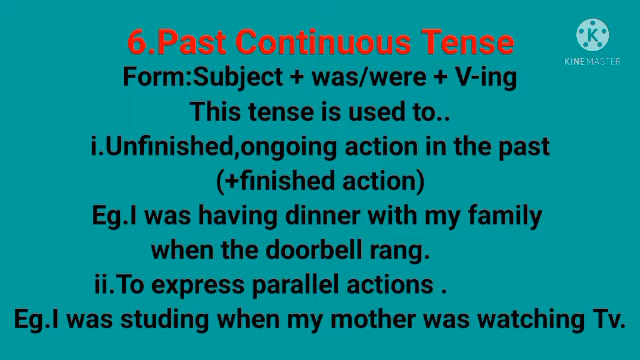 6.Past Continuous Tense
K
KINEMASTER
Form:Subject + was/were + V-ing
This tense is used to..
i.Unfinished,ongoing action in the past
(+finished action)
Eg.I was having dinner with my family
when the doorbell rang.
ii.To express parallel actions .
Eg.I was studing when my mother was watching Tv.